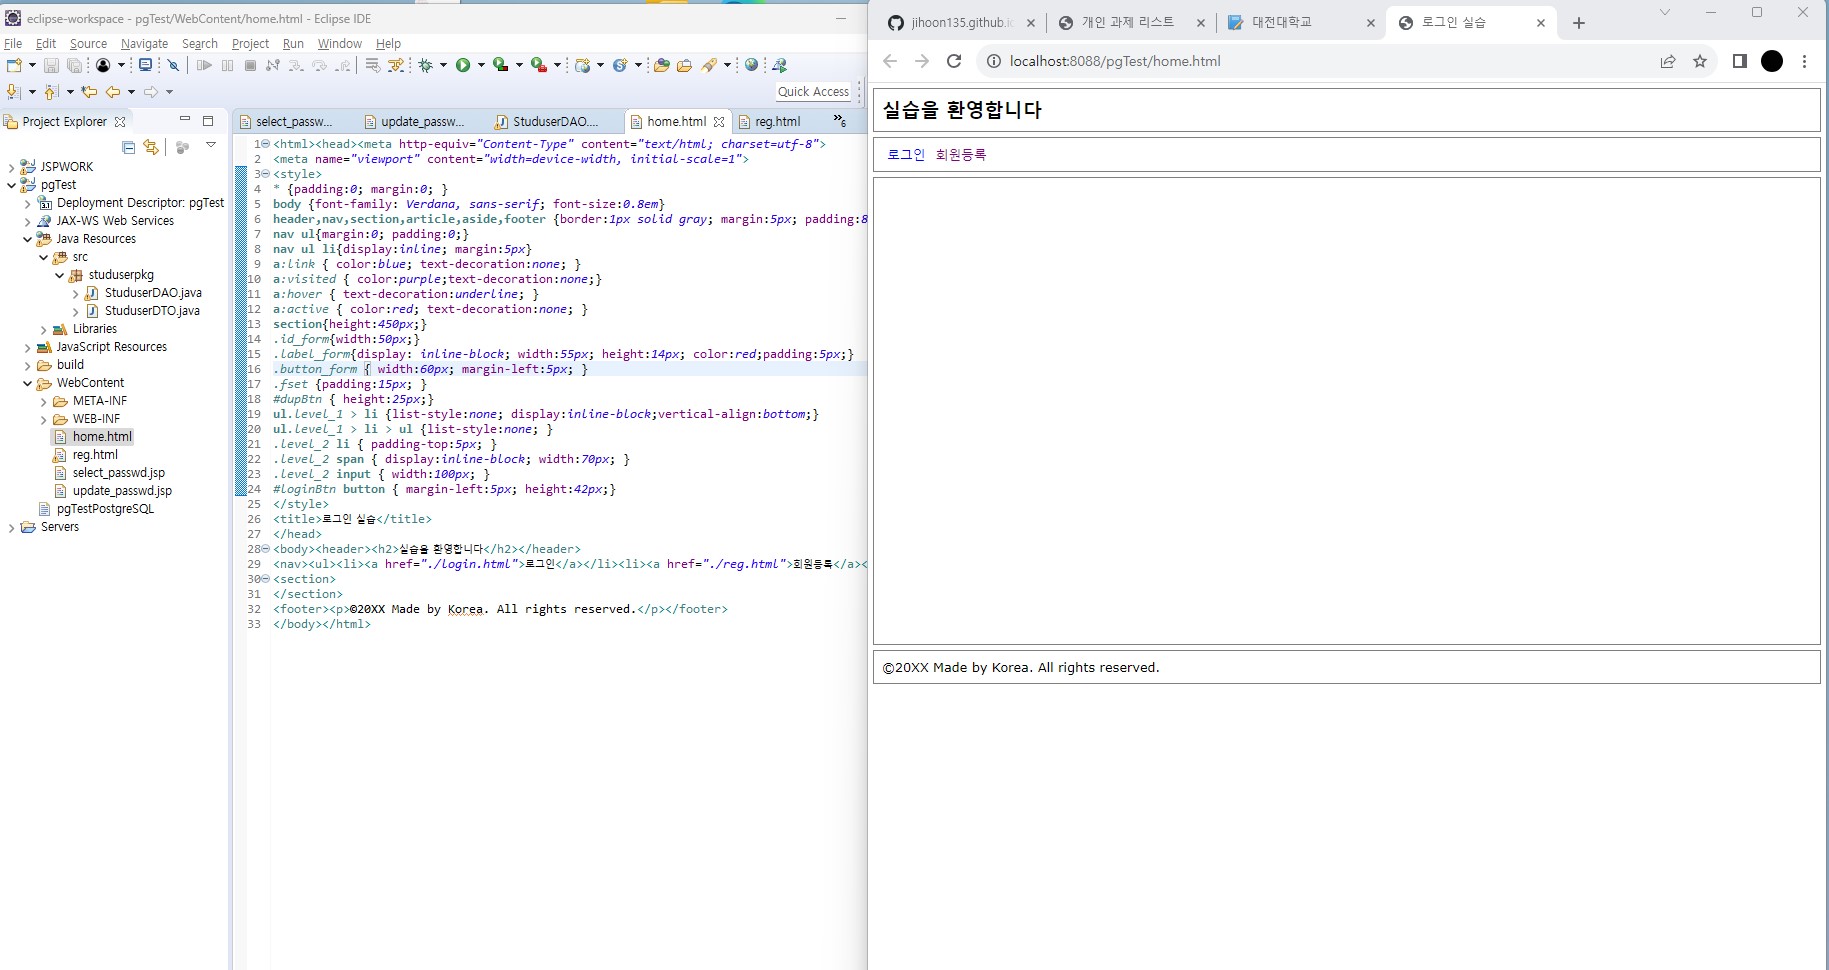 eclipse-workspace - pgTest/WebContent/home.html - Eclipse IDE
File Edit Source Navigate Search Project Run Window Help
Quick Access
Project Explorer
JSPWORK
pgTest
Deployment Descriptor: pgTest
JAX-WS Web Services
Java Resources
src
studuserpkg
StuduserDAO.java
StuduserDTO.java
Libraries
JavaScript Resources
build
WebContent
META-INF
WEB-INF
home.html
reg.html
select_passwd.jsp
update_passwd.jsp
pgTestPostgreSQL
Servers
select_passw... update_passw... StuduserDAO.... home.html reg.html »6
1 <html><head><meta http-equiv="Content-Type" content="text/html; charset=utf-8">
2 <meta name="viewport" content="width=device-width, initial-scale=1">
3 <style>
4 * {padding:0; margin:0; }
5 body {font-family: Verdana, sans-serif; font-size:0.8em}
6 header,nav,section,article,aside,footer {border:1px solid gray; margin:5px; padding:8
7 nav ul{margin:0; padding:0;}
8 nav ul li{display:inline; margin:5px}
9 a:link { color:blue; text-decoration:none; }
10 a:visited { color:purple;text-decoration:none;}
11 a:hover { text-decoration:underline; }
12 a:active { color:red; text-decoration:none; }
13 section{height:450px;}
14 .id_form{width:50px;}
15 .label_form{display: inline-block; width:55px; height:14px; color:red;padding:5px;}
16 .button_form { width:60px; margin-left:5px; }
17 .fset {padding:15px; }
18 #dupBtn { height:25px;}
19 ul.level_1 > li {list-style:none; display:inline-block;vertical-align:bottom;}
20 ul.level_1 > li > ul {list-style:none; }
21 .level_2 li { padding-top:5px; }
22 .level_2 span { display:inline-block; width:70px; }
23 .level_2 input { width:100px; }
24 #loginBtn button { margin-left:5px; height:42px;}
25 </style>
26 <title>로그인 실습</title>
27 </head>
28 <body><header><h2>실습을 환영합니다</h2></header>
29 <nav><ul><li><a href="./login.html">로그인</a></li><li><a href="./reg.html">회원등록</a><
30 <section>
31 </section>
32 <footer><p>©20XX Made by Korea. All rights reserved.</p></footer>
33 </body></html>
jihoon135.github.io 개인 과제 리스트 대전대학교 로그인 실습
localhost:8088/pgTest/home.html
실습을 환영합니다
로그인 회원등록
©20XX Made by Korea. All rights reserved.